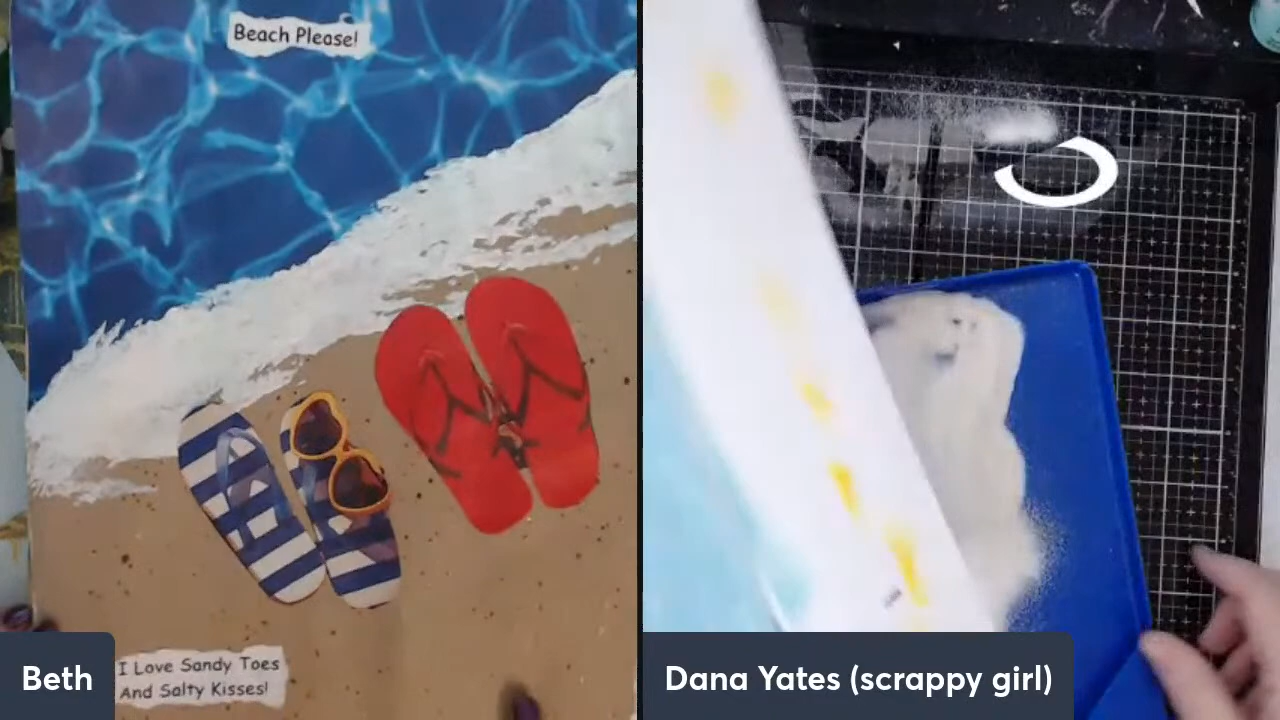 Beach Please!
I Love Sandy Toes
And Salty Kisses!
Beth
Dana Yates (scrappy girl)